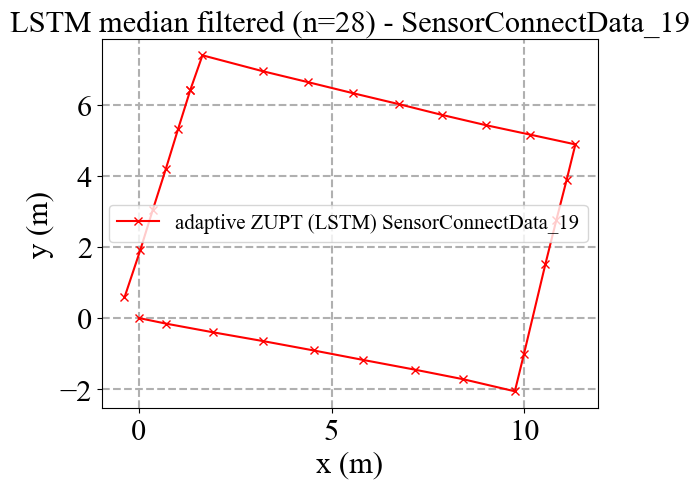 LSTM median filtered (n=28) - SensorConnectData_19
6
4
2
0
−2
y (m)
adaptive ZUPT (LSTM) SensorConnectData_19
0 5 10
x (m)